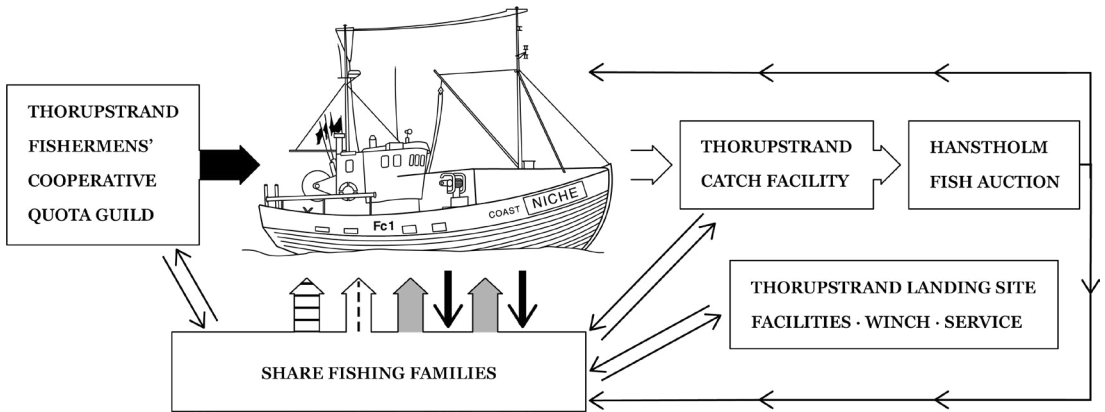 THORUPSTRAND
FISHERMENS’
COOPERATIVE
QUOTA GUILD
Fc1
COAST NICHE
THORUPSTRAND
CATCH FACILITY
HANSTHOLM
FISH AUCTION
THORUPSTRAND LANDING SITE
FACILITIES · WINCH · SERVICE
SHARE FISHING FAMILIES